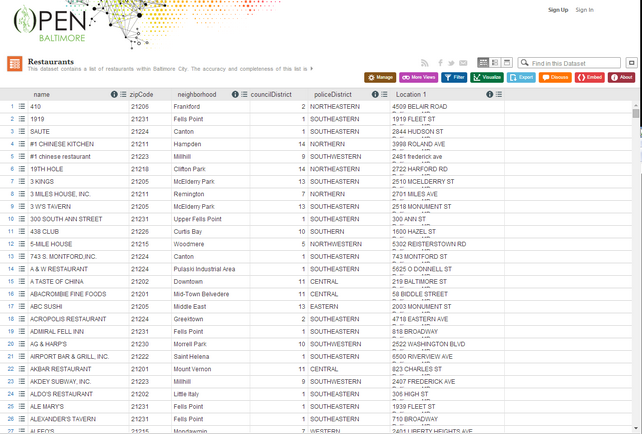 Sign Up Sign In
OPEN
BALTIMORE
Restaurants
This dataset contains a list of restaurants within Baltimore City. The accuracy and completeness of this list is
Find in this Dataset
Manage More Views Filter Visualize Export Discuss Embed About
name zipCode neighborhood councilDistrict policeDistrict Location 1
1 410 21206 Frankford 2 NORTHEASTERN 4509 BELAIR ROAD
2 1919 21231 Fells Point 1 SOUTHEASTERN 1919 FLEET ST
3 SAUTE 21224 Canton 1 SOUTHEASTERN 2844 HUDSON ST
4 #1 CHINESE KITCHEN 21211 Hampden 14 NORTHERN 3998 ROLAND AVE
5 #1 chinese restaurant 21223 Millhill 9 SOUTHWESTERN 2481 frederick ave
6 19TH HOLE 21218 Clifton Park 14 NORTHEASTERN 2722 HARFORD RD
7 3 KINGS 21205 McElderry Park 13 SOUTHEASTERN 2510 MCELDERRY ST
8 3 MILES HOUSE, INC. 21211 Remington 7 NORTHERN 2701 MILES AVE
9 3 W'S TAVERN 21205 McElderry Park 13 SOUTHEASTERN 2518 MONUMENT ST
10 300 SOUTH ANN STREET 21231 Upper Fells Point 1 SOUTHEASTERN 300 ANN ST
11 438 CLUB 21226 Curtis Bay 10 SOUTHERN 1600 HAZEL ST
12 5-MILE HOUSE 21215 Woodmere 5 NORTHWESTERN 5302 REISTERSTOWN RD
13 743 S. MONTFORD,INC. 21224 Canton 1 SOUTHEASTERN 743 MONTFORD ST
14 A & W RESTAURANT 21224 Pulaski Industrial Area 1 SOUTHEASTERN 5625 O DONNELL ST
15 A TASTE OF CHINA 21202 Downtown 11 CENTRAL 219 BALTIMORE ST
16 ABACROMBIE FINE FOODS 21201 Mid-Town Belvedere 11 CENTRAL 58 BIDDLE STREET
17 ABC SUSHI 21205 Middle East 13 EASTERN 2003 MONUMENT ST
18 ACROPOLIS RESTAURANT 21224 Greektown 2 SOUTHEASTERN 4718 EASTERN AVE
19 ADMIRAL FELL INN 21231 Fells Point 1 SOUTHEASTERN 818 BROADWAY
20 AG & HARP'S 21230 Morrell Park 10 SOUTHWESTERN 2522 WASHINGTON BLVD
21 AIRPORT BAR & GRILL, INC. 21222 Saint Helena 1 SOUTHEASTERN 6500 RIVERVIEW AVE
22 AKBAR RESTAURANT 21201 Mount Vernon 11 CENTRAL 823 CHARLES ST
23 AKDEY SUBWAY, INC. 21223 Millhill 9 SOUTHWESTERN 2407 FREDERICK AVE
24 ALDO'S RESTAURANT 21202 Little Italy 1 SOUTHEASTERN 306 HIGH ST
25 ALE MARY'S 21231 Fells Point 1 SOUTHEASTERN 1939 FLEET ST
26 ALEXANDER'S TAVERN 21231 Fells Point 1 SOUTHEASTERN 710 BROADWAY
27 ALFO'S 21215 Mondawmin 7 WESTERN 2401 LIBERTY HEIGHTS AVE